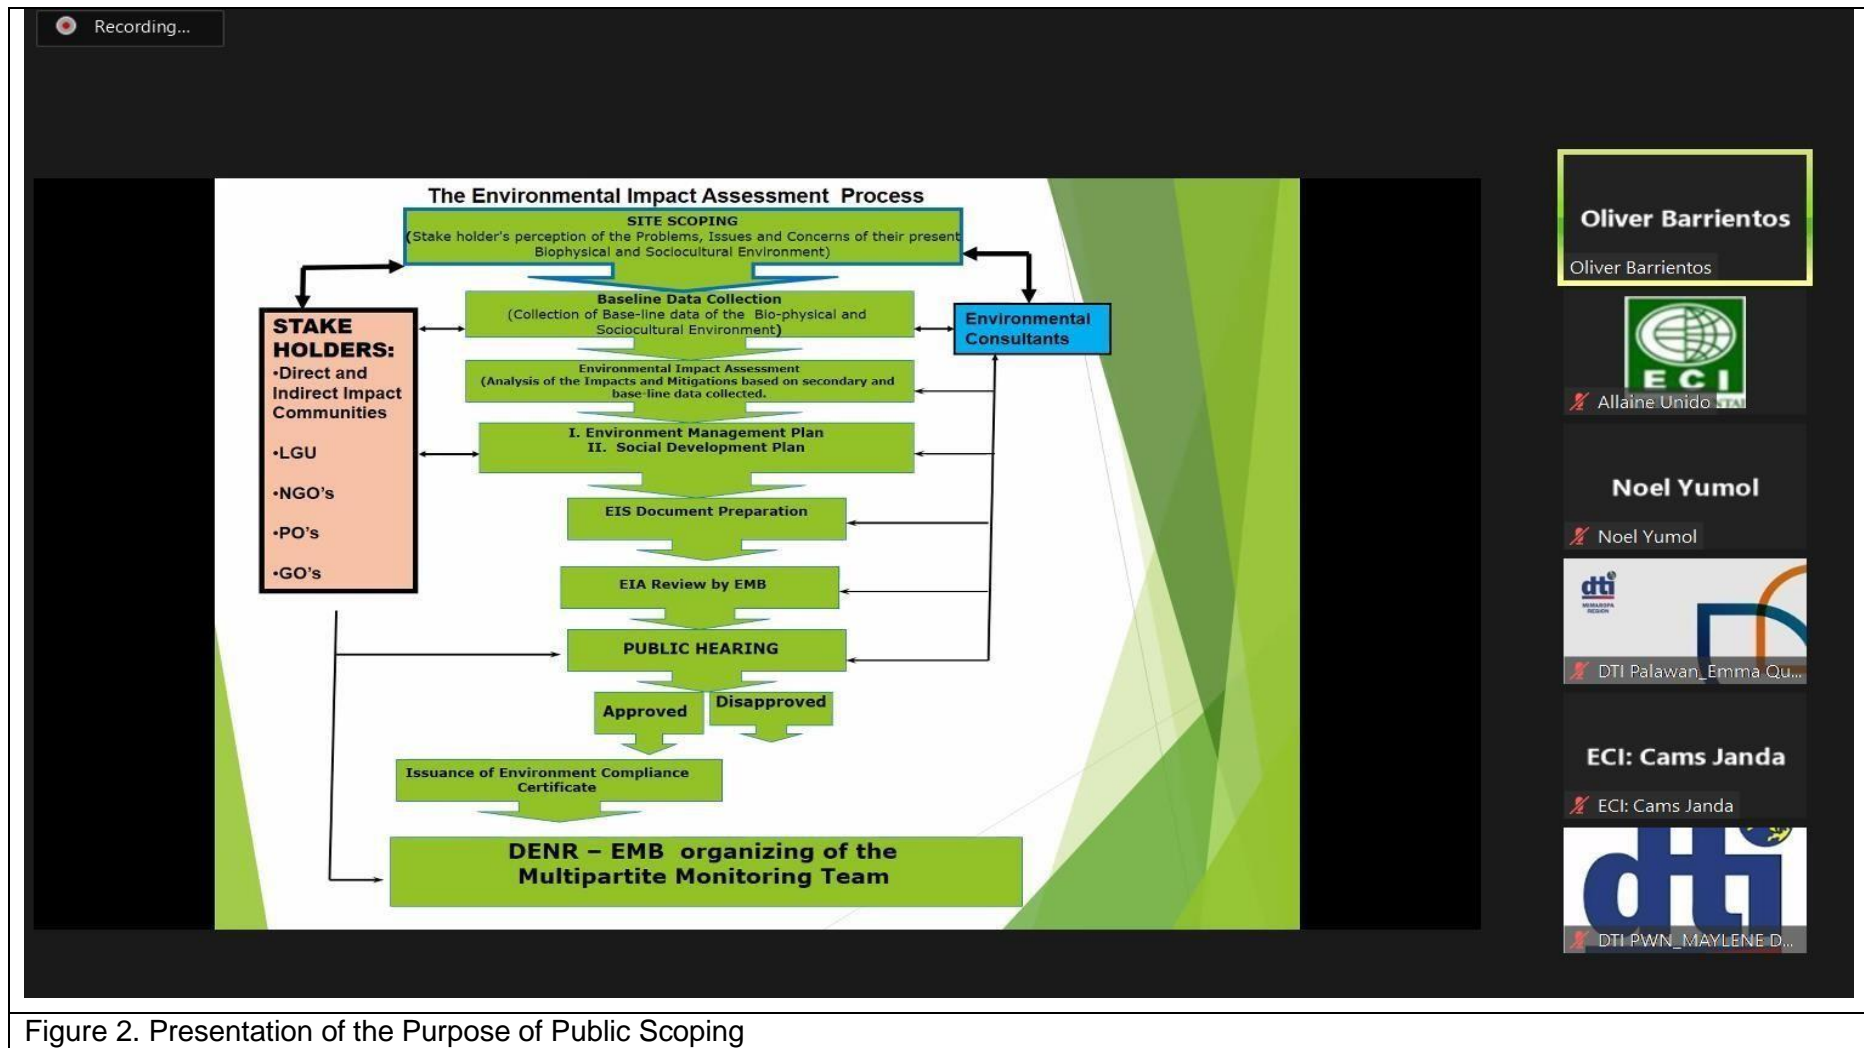 Recording...
The Environmental Impact Assessment Process
SITE SCOPING
(Stake holder's perception of the Problems, Issues and Concerns of their present
Biophysical and Sociocultural Environment)
Baseline Data Collection
(Collection of Base-line data of the Bio-physical and
Sociocultural Environment)
STAKE
HOLDERS:
•Direct and
Indirect Impact
Communities
•LGU
•NGO's
•PO's
•GO's
Environmental
Consultants
Environmental Impact Assessment
(Analysis of the Impacts and Mitigations based on secondary and
base-line data collected.
I. Environment Management Plan
II. Social Development Plan
EIS Document Preparation
EIA Review by EMB
PUBLIC HEARING
Approved
Disapproved
Issuance of Environment Compliance
Certificate
DENR – EMB organizing of the
Multipartite Monitoring Team
Oliver Barrientos
Oliver Barrientos
ECI
Allaine Unido
Noel Yumol
Noel Yumol
dti
MIMAROPA
REGION
DTI Palawan_Emma Qu...
ECI: Cams Janda
ECI: Cams Janda
dti
DTI PWN_MAYLENE D...
Figure 2. Presentation of the Purpose of Public Scoping